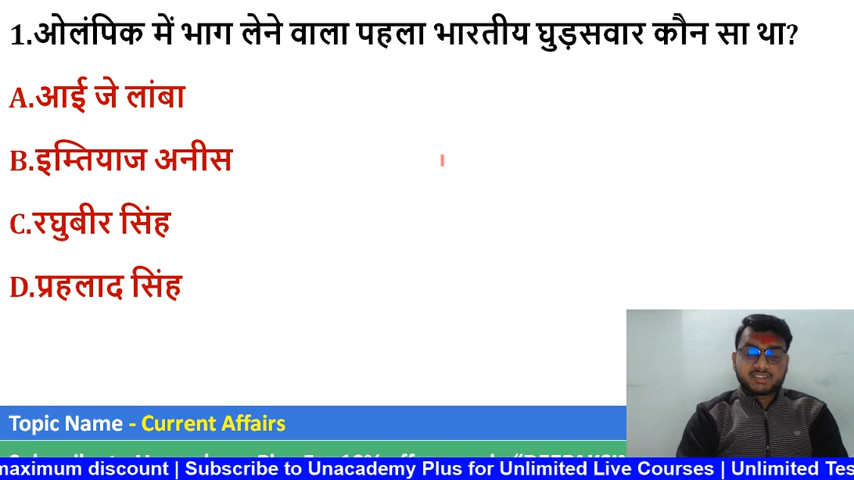 1.ओलंपिक में भाग लेने वाला पहला भारतीय घुड़सवार कौन सा था?
A.आई जे लांबा
B.इम्तियाज अनीस
C.रघुबीर सिंह
D.प्रहलाद सिंह
Topic Name - Current Affairs
maximum discount | Subscribe to Unacademy Plus for Unlimited Live Courses | Unlimited Tes